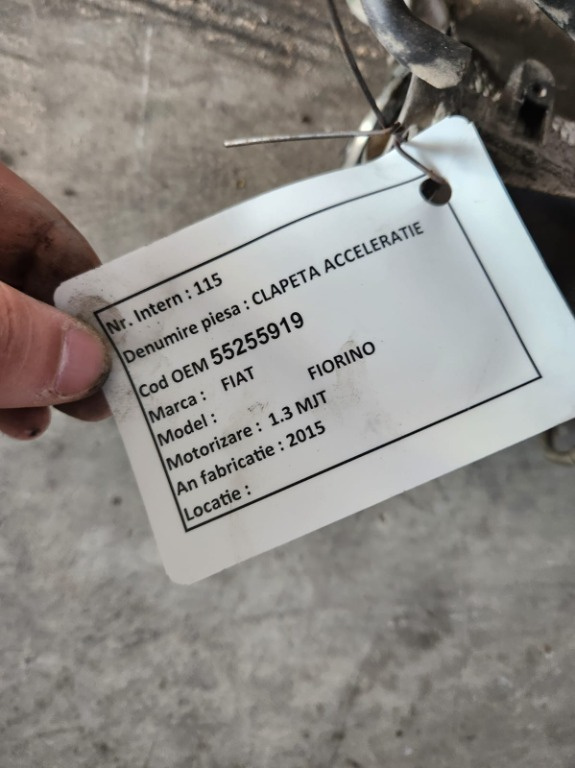 Nr. Intern : 115
Denumire piesa : CLAPETA ACCELERATIE
Cod OEM 55255919
Marca : FIAT FIORINO
Model :
Motorizare : 1.3 MJT
An fabricatie : 2015
Locatie :